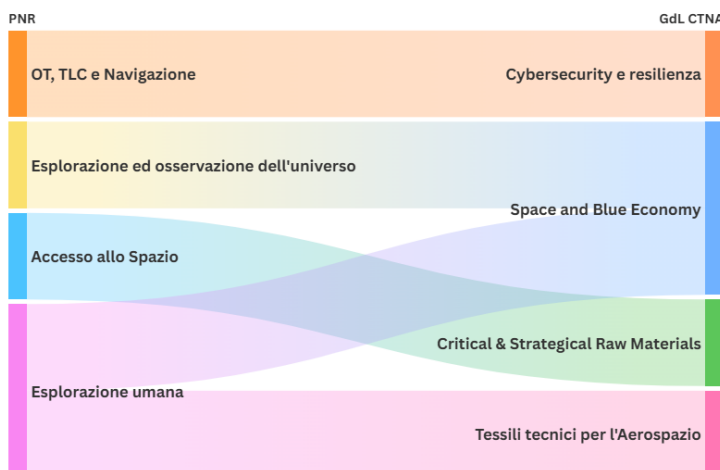 PNR
GdL CTNA
OT, TLC e Navigazione
Cybersecurity e resilienza
Esplorazione ed osservazione dell'universo
Space and Blue Economy
Accesso allo Spazio
Critical & Strategical Raw Materials
Esplorazione umana
Tessili tecnici per l'Aerospazio